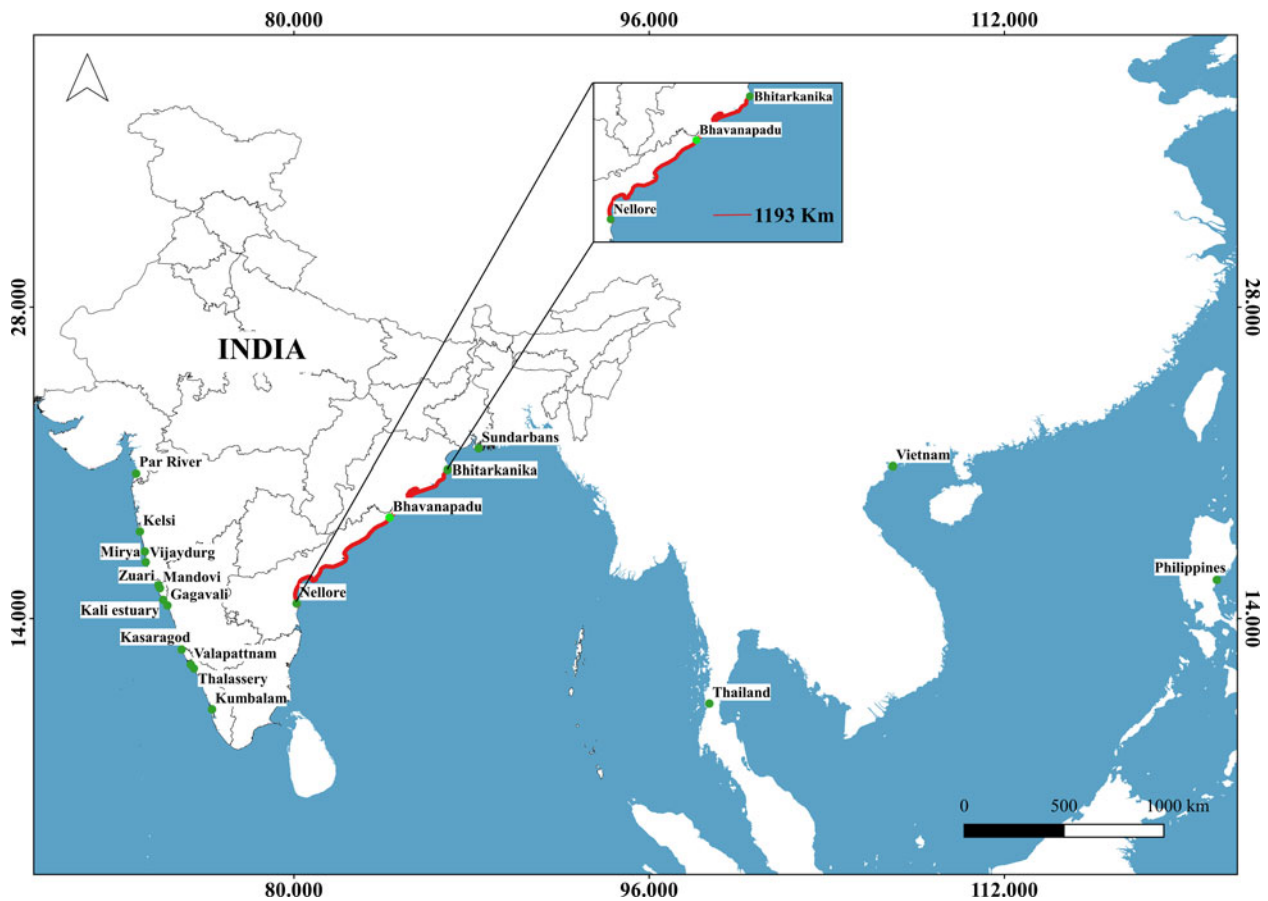 80.000
96.000
112.000
Bhitarkanika
Bhavanapadu
Nellore
1193 Km
28.000
28.000
INDIA
Sundarbans
Par River
Bhitarkanika
Vietnam
Bhavanapadu
Kelsi
Mirya
Vijaydurg
Zuari
Mandovi
Philippines
Gagavali
Nellore
Kali estuary
14.000
14.000
Kasaragod
Valapattnam
Thalassery
Kumbalam
Thailand
0
500
1000 km
80.000
96.000
112.000